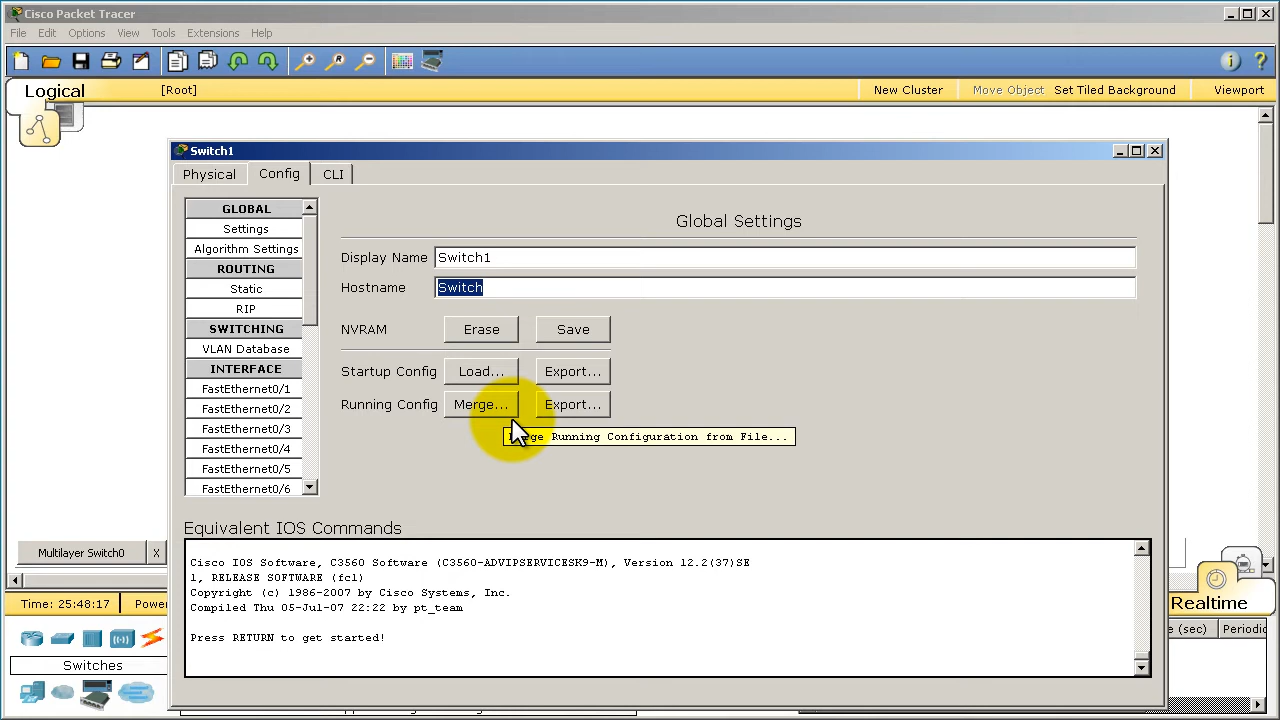 Cisco Packet Tracer
File Edit Options View Tools Extensions Help
Logical [Root] New Cluster Move Object Set Tiled Background Viewport
Switch1
Physical Config CLI
GLOBAL
Settings
Algorithm Settings
ROUTING
Static
RIP
SWITCHING
VLAN Database
INTERFACE
FastEthernet0/1
FastEthernet0/2
FastEthernet0/3
FastEthernet0/4
FastEthernet0/5
FastEthernet0/6
Global Settings
Display Name Switch1
Hostname Switch
NVRAM Erase Save
Startup Config Load... Export...
Running Config Merge... Export...
Running Configuration from File...
Equivalent IOS Commands
Cisco IOS Software, C3560 Software (C3560-ADVIPSERVICESK9-M), Version 12.2(37)SE
1, RELEASE SOFTWARE (fc1)
Copyright (c) 1986-2007 by Cisco Systems, Inc.
Compiled Thu 05-Jul-07 22:22 by pt_team
Press RETURN to get started!
Multilayer Switch0 X
Time: 25:48:17
Realtime
(sec) Periodic
Switches